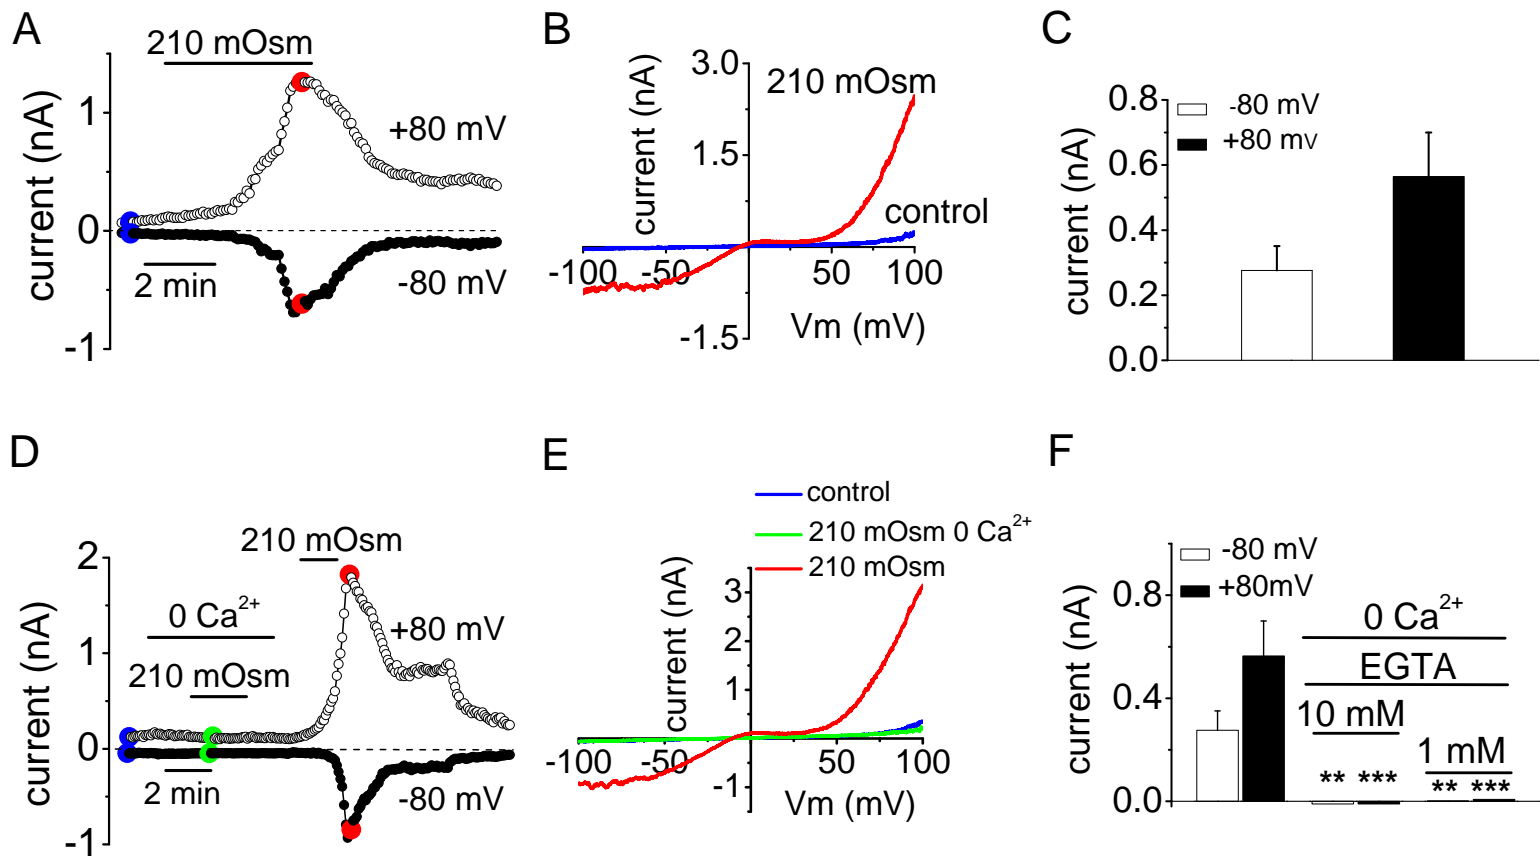 A
210 mOsm
1
0
-1
current (nA)
+80 mV
-80 mV
2 min
B
3.0
1.5
-1.5
current (nA)
210 mOsm
control
-100
-50
50
100
Vm (mV)
C
0.8
0.6
0.4
0.2
0.0
current (nA)
-80 mV
+80 mV
D
210 mOsm
2
1
0
-1
current (nA)
0 Ca2+
210 mOsm
+80 mV
2 min
-80 mV
E
control
210 mOsm 0 Ca2+
210 mOsm
3
2
1
-1
current (nA)
-100
-50
50
100
Vm (mV)
F
-80 mV
+80mV
0.8
0.4
0.0
current (nA)
0 Ca2+
EGTA
10 mM
1 mM
** ***
** ***